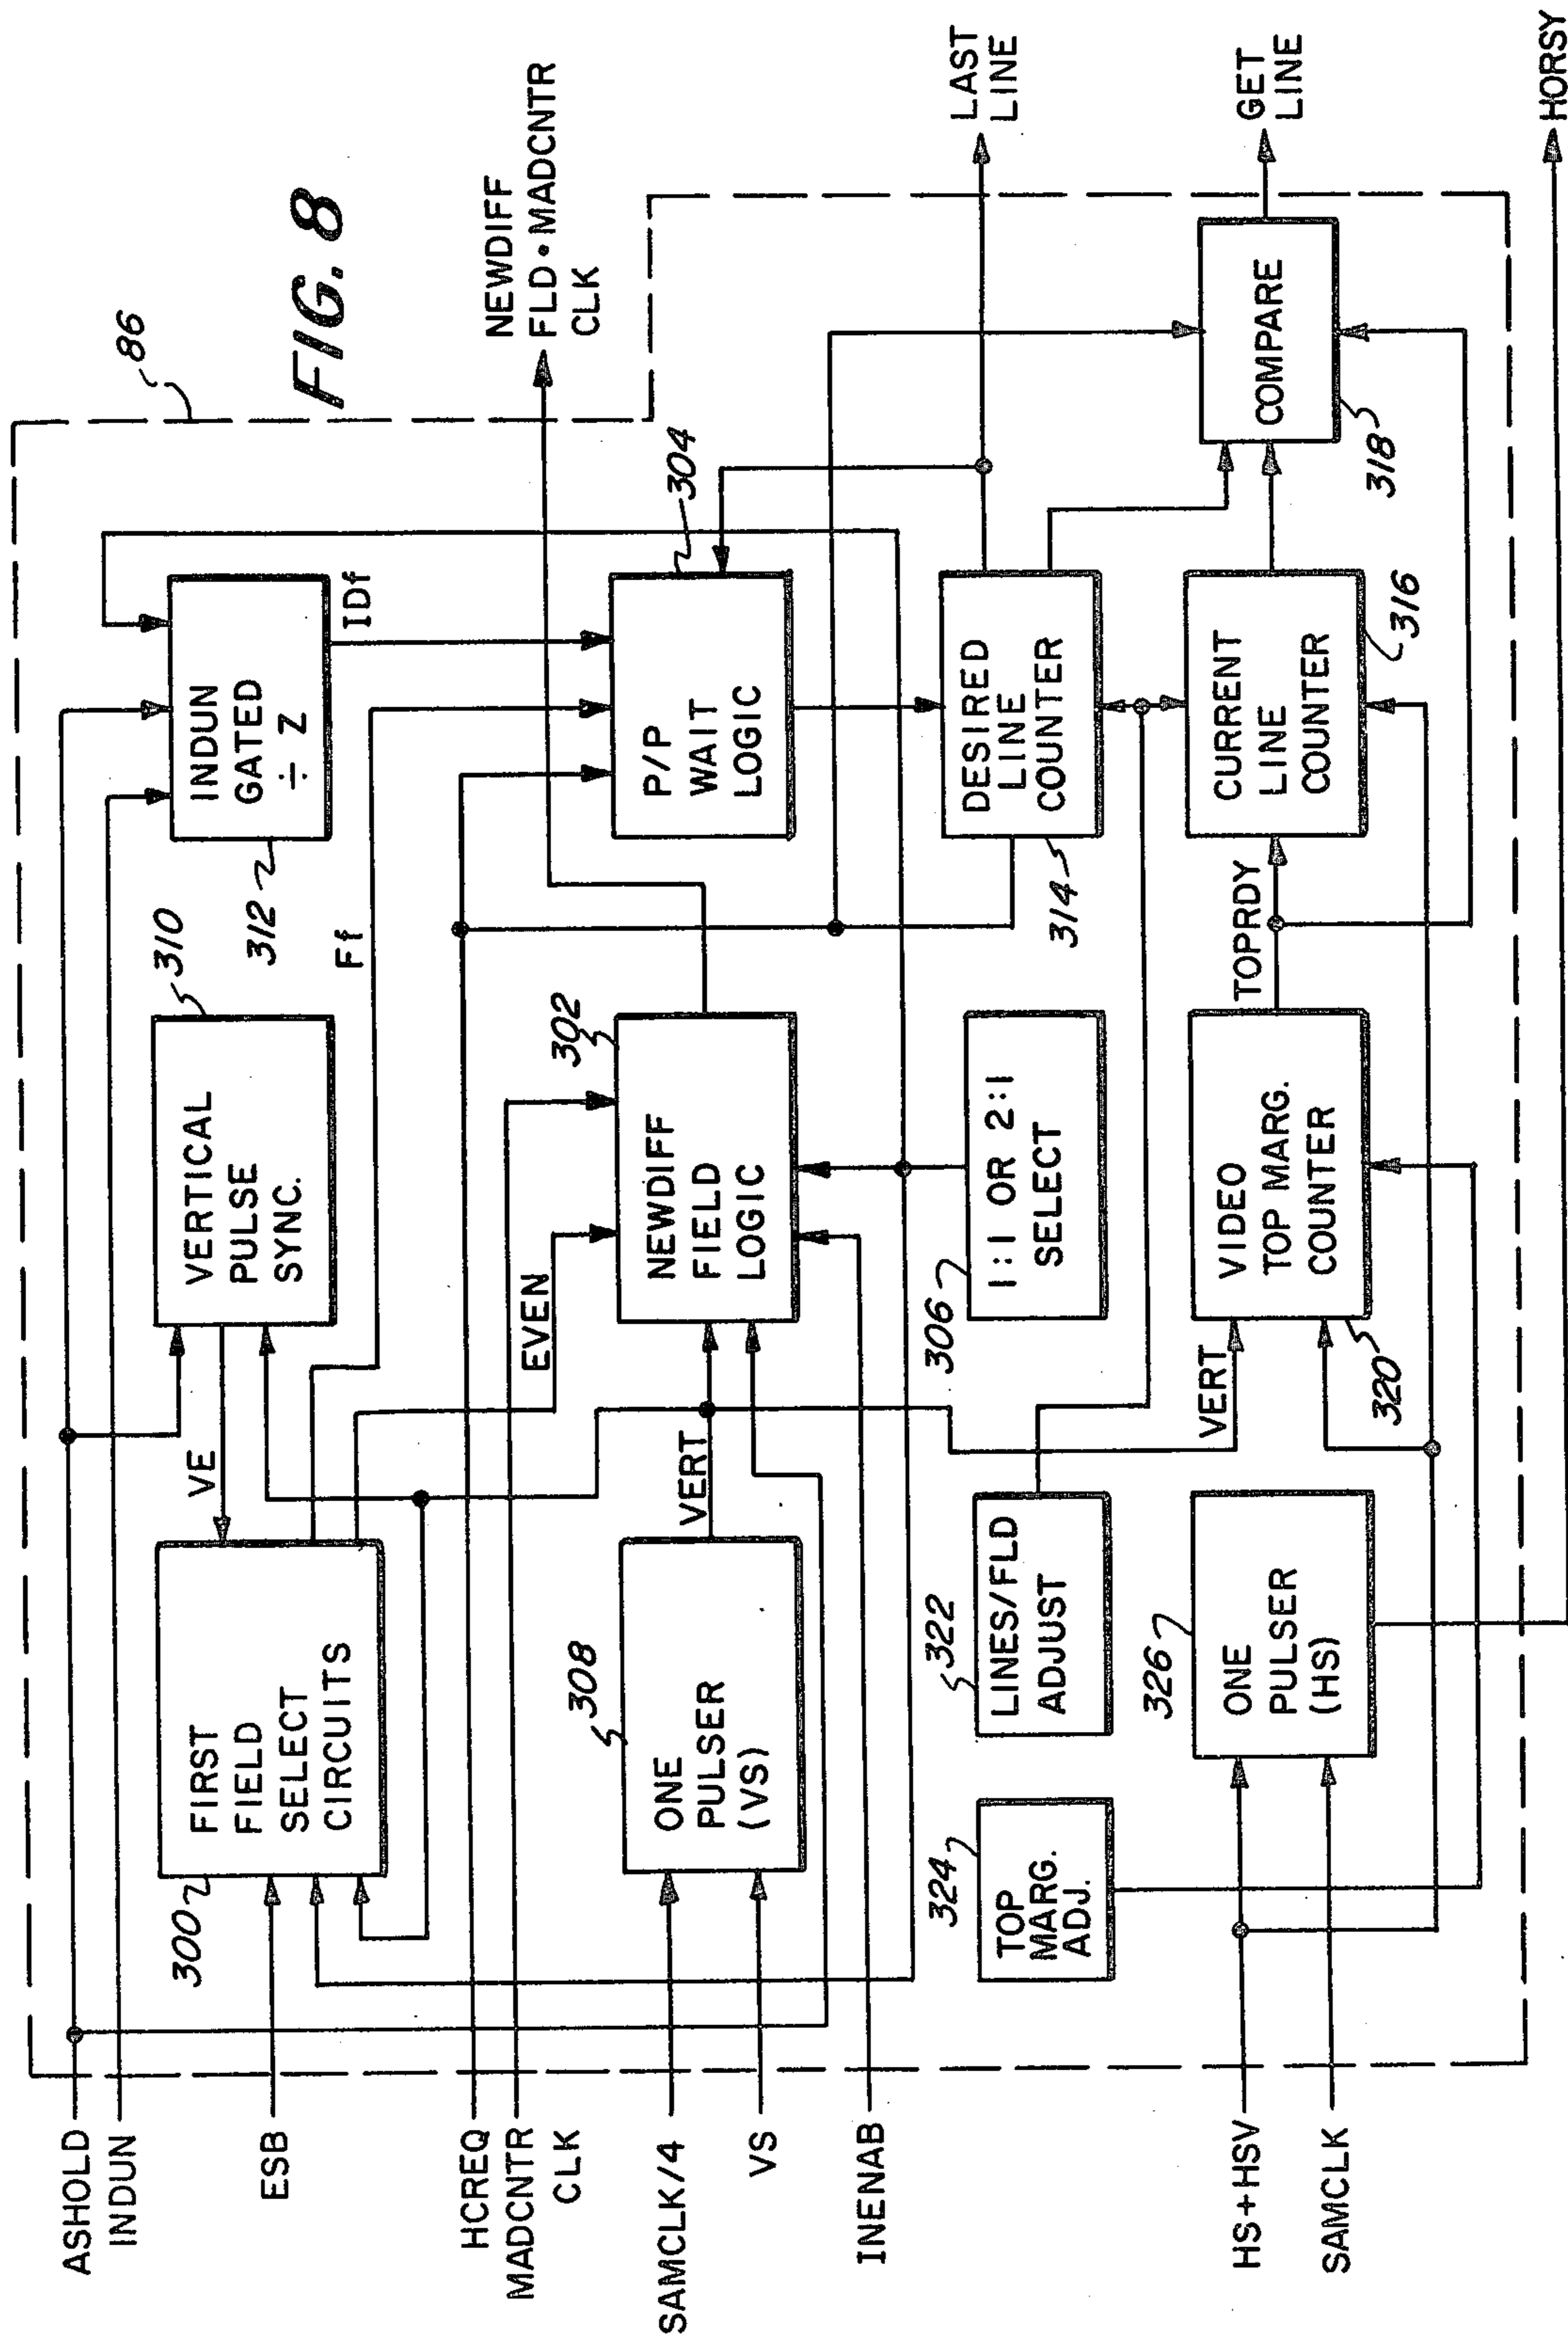 FIG. 8
86
ASHOLD
INDUN
ESB
HCREQ
MADCNTR
CLK
SAMCLK/4
VS
INENAB
HS+HSV
SAMCLK
FIRST
FIELD
SELECT
CIRCUITS
300
VE
VERTICAL
PULSE
SYNC.
310
INDUN
GATED
÷ Z
312
IDf
Ff
NEWDIFF
FLD•MADCNTR
CLK
ONE
PULSER
(VS)
308
VERT
EVEN
NEWDIFF
FIELD
LOGIC
302
P/P
WAIT
LOGIC
304
1:1 OR 2:1
SELECT
306
LINES/FLD
ADJUST
322
TOP
MARG.
ADJ.
324
DESIRED
LINE
COUNTER
314
LAST
LINE
ONE
PULSER
(HS)
326
VERT
VIDEO
TOP MARG.
COUNTER
320
TOPRDY
CURRENT
LINE
COUNTER
316
COMPARE
318
GET
LINE
HORSY